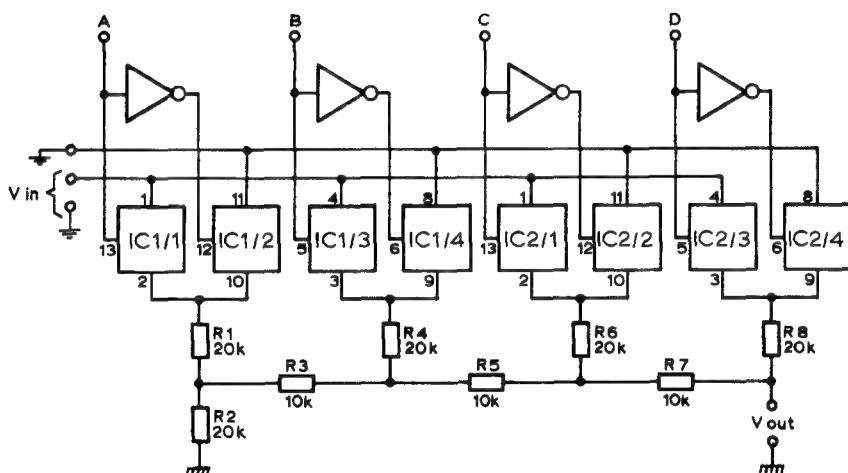 A B C D
V in
1 11 4 8 1 11 4 8
IC1/1 IC1/2 IC1/3 IC1/4 IC2/1 IC2/2 IC2/3 IC2/4
13 12 5 6 13 12 5 6
2 10 3 9 2 10 3 9
R1 R4 R6 R8
20k 20k 20k 20k
R3 R5 R7
10k 10k 10k
R2
20k
V out